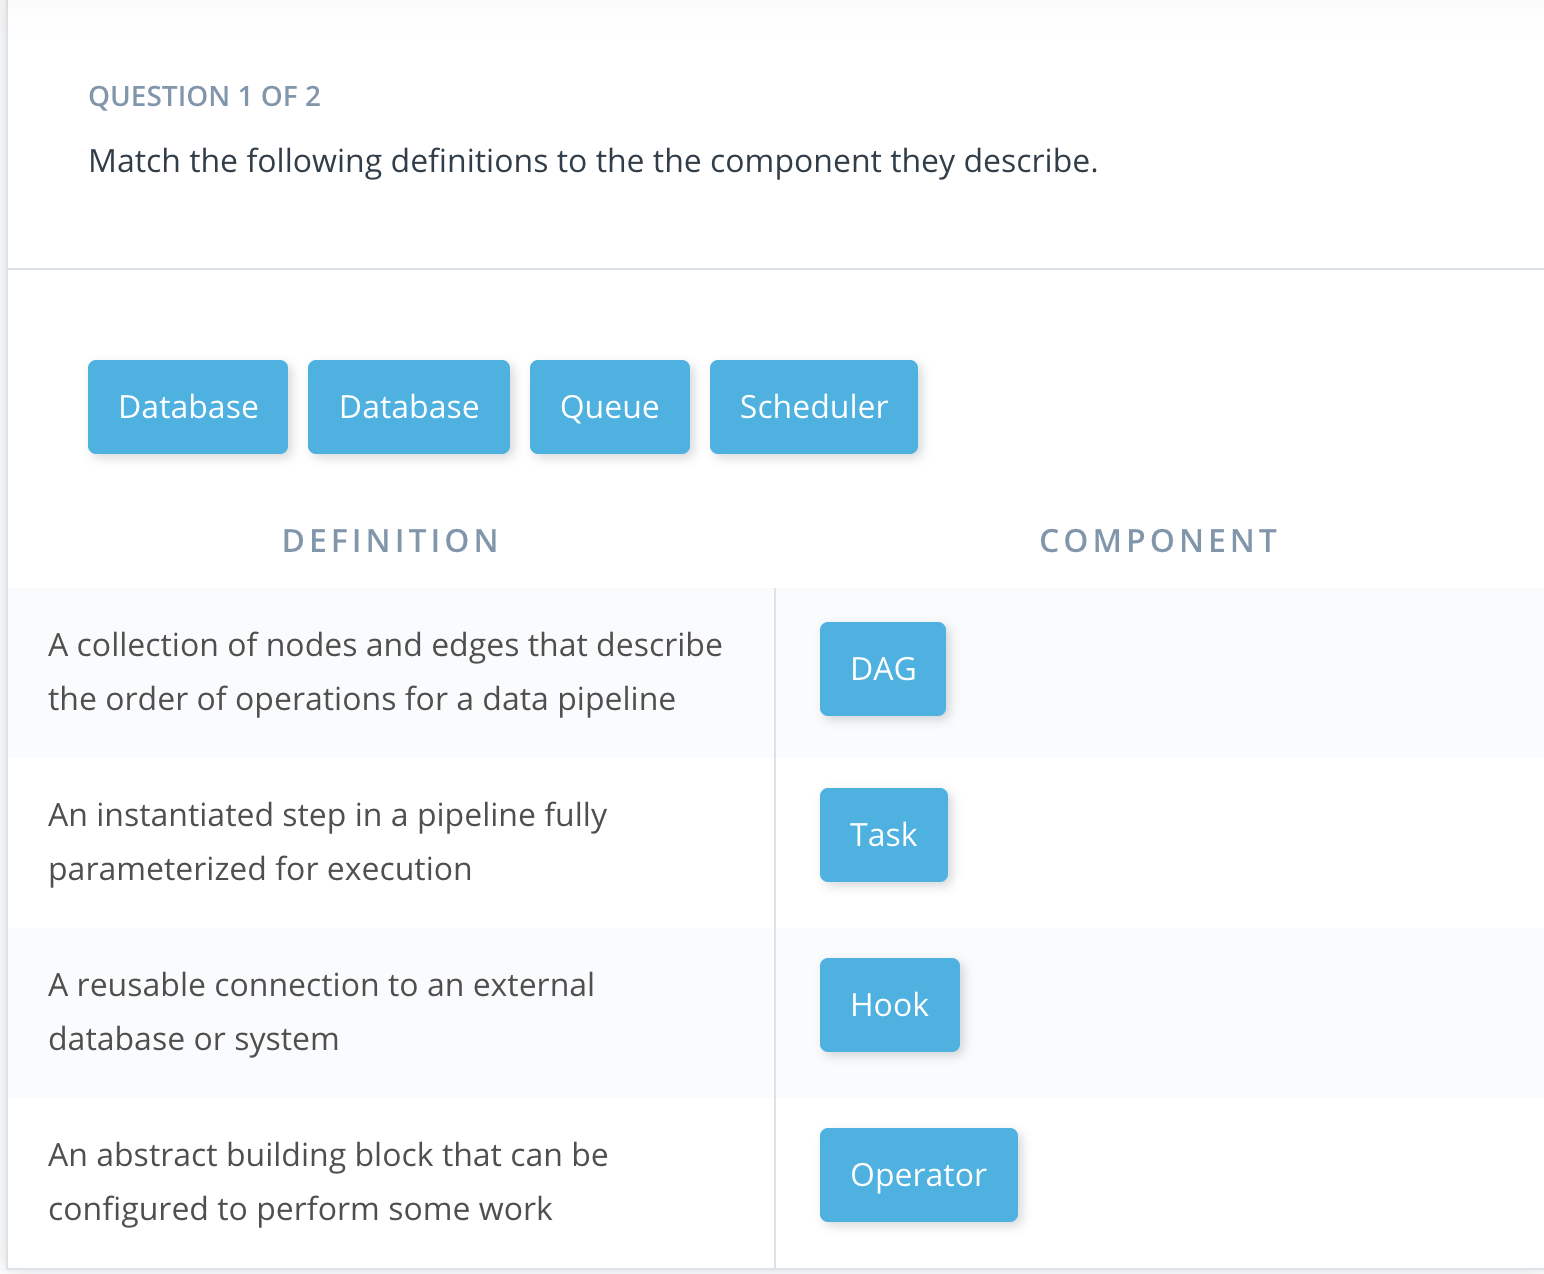 QUESTION 1 OF 2
Match the following definitions to the the component they describe.
Database
Database
Queue
Scheduler
DEFINITION
COMPONENT
A collection of nodes and edges that describe
the order of operations for a data pipeline
DAG
An instantiated step in a pipeline fully
parameterized for execution
Task
A reusable connection to an external
database or system
Hook
An abstract building block that can be
configured to perform some work
Operator